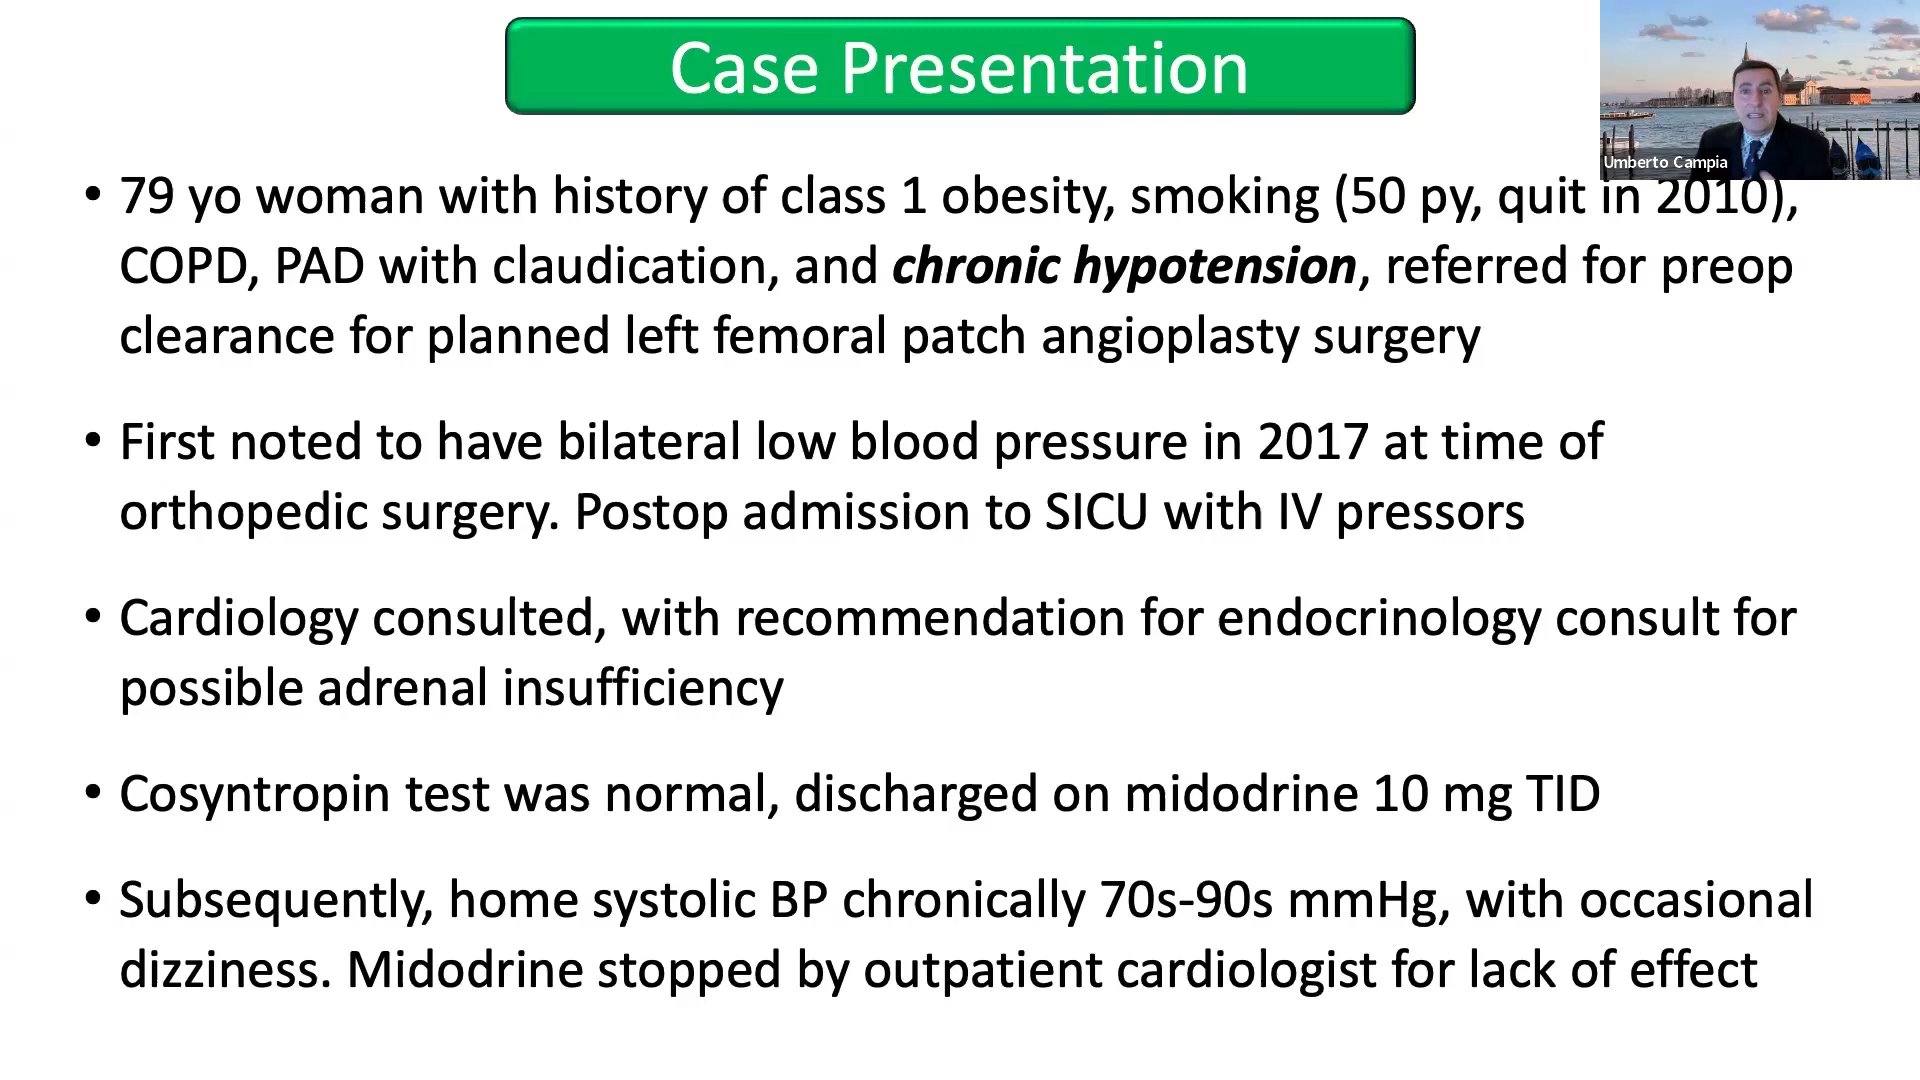 Case Presentation
Umberto Campia
• 79 yo woman with history of class 1 obesity, smoking (50 py, quit in 2010),
COPD, PAD with claudication, and chronic hypotension, referred for preop
clearance for planned left femoral patch angioplasty surgery
• First noted to have bilateral low blood pressure in 2017 at time of
orthopedic surgery. Postop admission to SICU with IV pressors
• Cardiology consulted, with recommendation for endocrinology consult for
possible adrenal insufficiency
• Cosyntropin test was normal, discharged on midodrine 10 mg TID
• Subsequently, home systolic BP chronically 70s-90s mmHg, with occasional
dizziness. Midodrine stopped by outpatient cardiologist for lack of effect